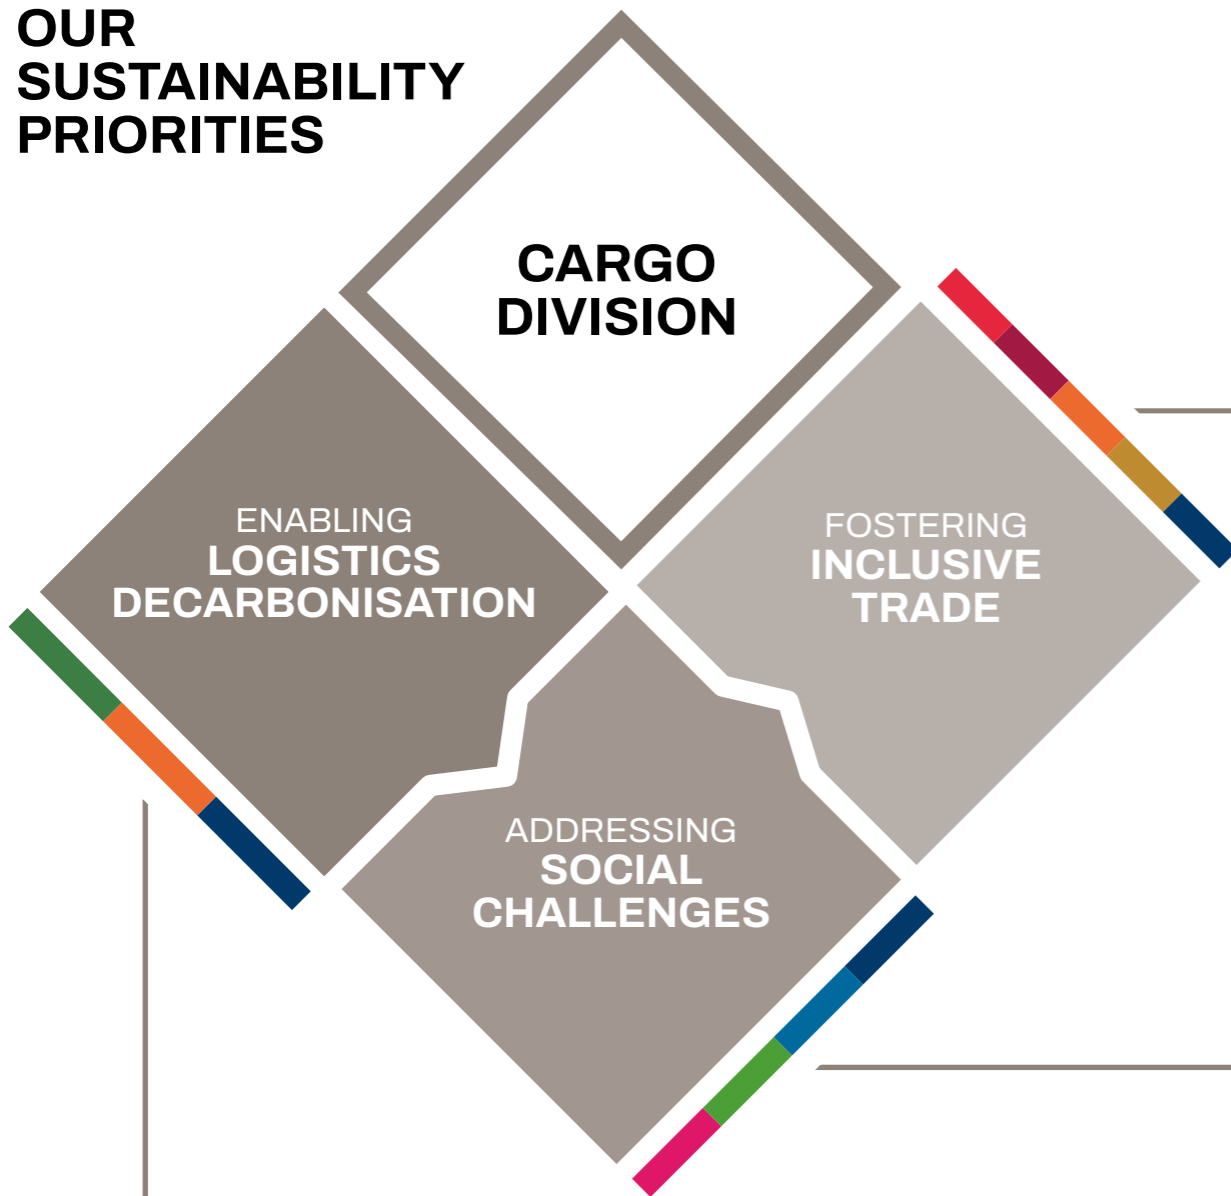 OUR
SUSTAINABILITY
PRIORITIES
CARGO
DIVISION
ENABLING
LOGISTICS
DECARBONISATION
FOSTERING
INCLUSIVE
TRADE
ADDRESSING
SOCIAL
CHALLENGES